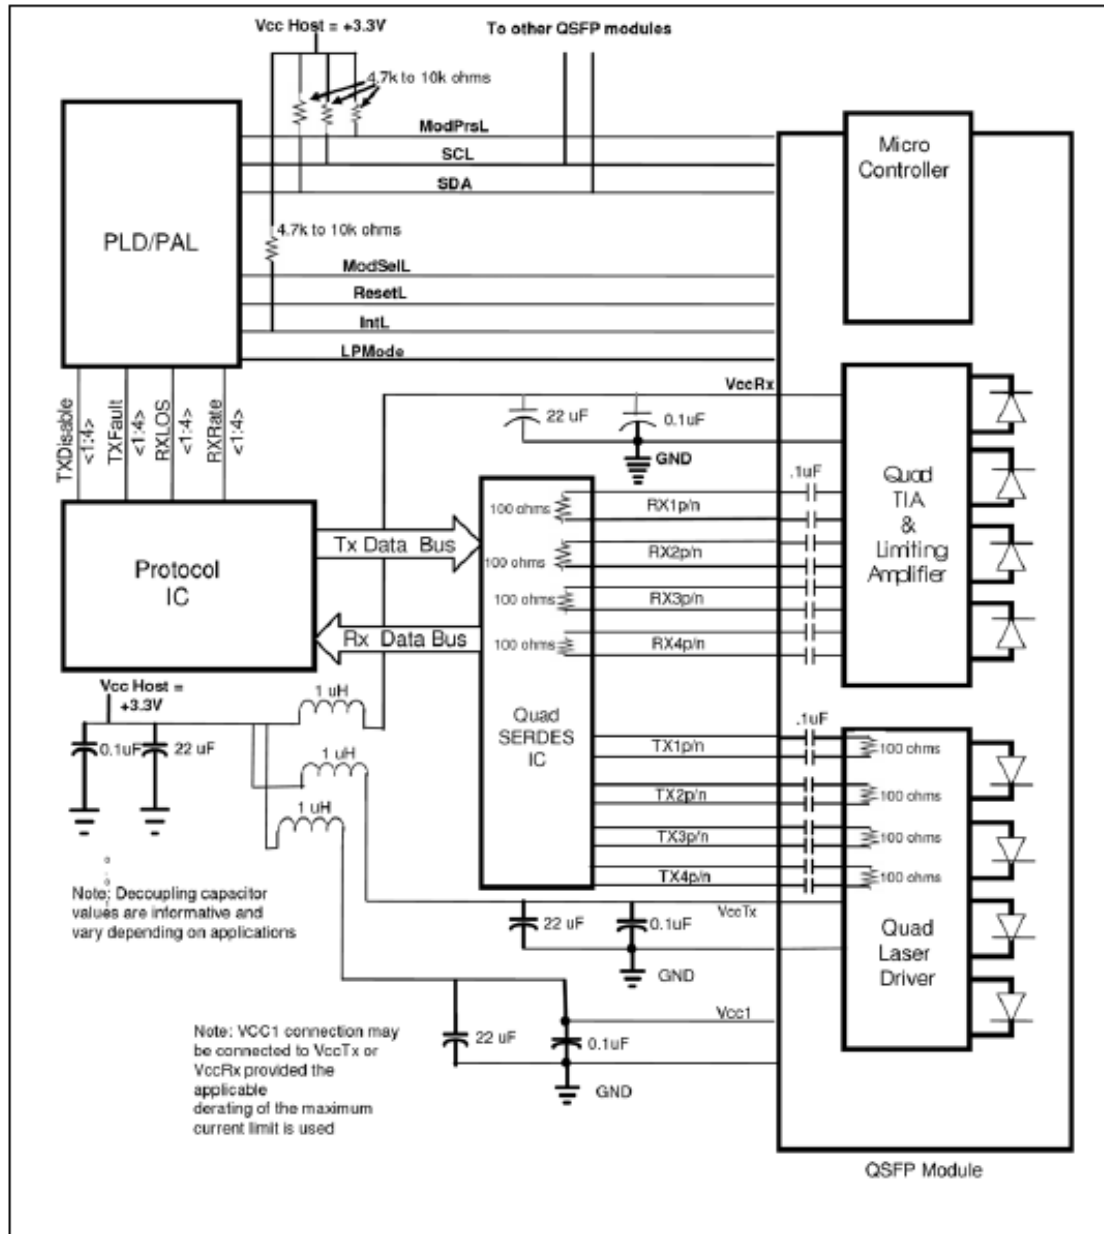 Vcc Host = +3.3V
To other QSFP modules
4.7k to 10k ohms
ModPrsL
SCL
SDA
Micro
Controller
PLD/PAL
4.7k to 10k ohms
ModSelL
ResetL
IntL
LPMode
TXDisable
<1:4>
TXFault
<1:4>
RXLOS
<1:4>
RXRate
<1:4>
VccRx
22 uF
0.1uF
GND
.1uF
Quad
TIA
&
Limiting
Amplifier
100 ohms
RX1p/n
100 ohms
RX2p/n
100 ohms
RX3p/n
100 ohms
RX4p/n
Tx Data Bus
Protocol
IC
Rx Data Bus
Vcc Host =
+3.3V
1 uH
0.1uF
22 uF
1 uH
1 uH
Quad
SERDES
IC
.1uF
TX1p/n
100 ohms
TX2p/n
100 ohms
TX3p/n
100 ohms
TX4p/n
100 ohms
Note: Decoupling capacitor
values are informative and
vary depending on applications
VccTx
22 uF
0.1uF
GND
Quad
Laser
Driver
Vcc1
22 uF
0.1uF
GND
Note: VCC1 connection may
be connected to VccTx or
VccRx provided the
applicable
derating of the maximum
current limit is used
QSFP Module